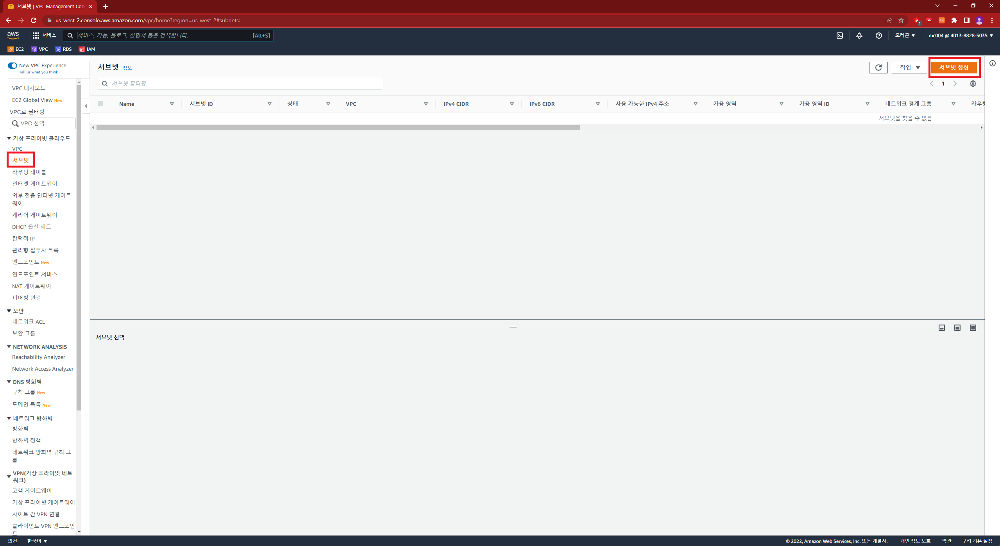 서브넷 | VPC Management Con
us-west-2.console.aws.amazon.com/vpc/home?region=us-west-2#subnets:
1
EX
aws
서비스
서비스, 기능, 블로그, 설명서 등을 검색합니다.
[Alt+S]
오레곤
mc004 @ 4013-8828-5035
EC2
VPC
RDS
IAM
New VPC Experience
Tell us what you think
VPC 대시보드
EC2 Global View New
VPC로 필터링:
VPC 선택
가상 프라이빗 클라우드
VPC
서브넷
라우팅 테이블
인터넷 게이트웨이
외부 전용 인터넷 게이트
웨이
캐리어 게이트웨이
DHCP 옵션 세트
탄력적 IP
관리형 접두사 목록
엔드포인트 New
엔드포인트 서비스
NAT 게이트웨이
피어링 연결
보안
네트워크 ACL
보안 그룹
NETWORK ANALYSIS
Reachability Analyzer
Network Access Analyzer
DNS 방화벽
규칙 그룹 New
도메인 목록 New
네트워크 방화벽
방화벽
방화벽 정책
네트워크 방화벽 규칙 그
룹
VPN(가상 프라이빗 네트
워크)
고객 게이트웨이
가상 프라이빗 게이트웨이
사이트 간 VPN 연결
클라이언트 VPN 엔드포인
트
서브넷 정보
작업
서브넷 생성
서브넷 필터링
1
Name
서브넷 ID
상태
VPC
IPv4 CIDR
IPv6 CIDR
사용 가능한 IPv4 주소
가용 영역
가용 영역 ID
네트워크 경계 그룹
라우팅
서브넷을 찾을 수 없음
서브넷 선택
의견
한국어
© 2022, Amazon Web Services, Inc. 또는 계열사.
개인 정보 보호
약관
쿠키 기본 설정